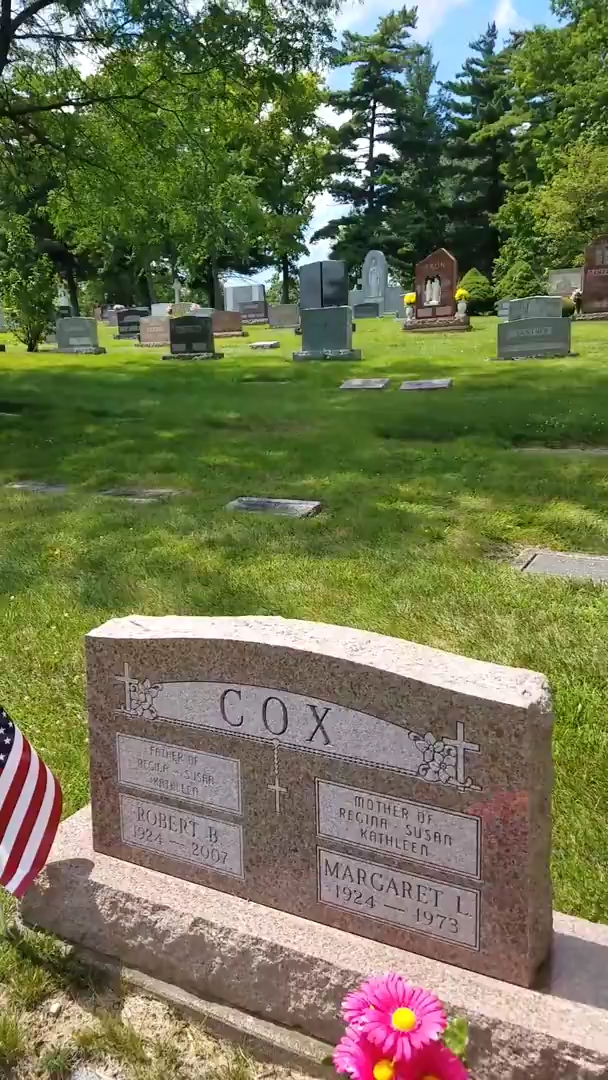 COX
FATHER OF
REGINA - SUSAN
KATHLEEN
ROBERT B.
1924 — 2007
MOTHER OF
REGINA - SUSAN
KATHLEEN
MARGARET L.
1924 — 1973